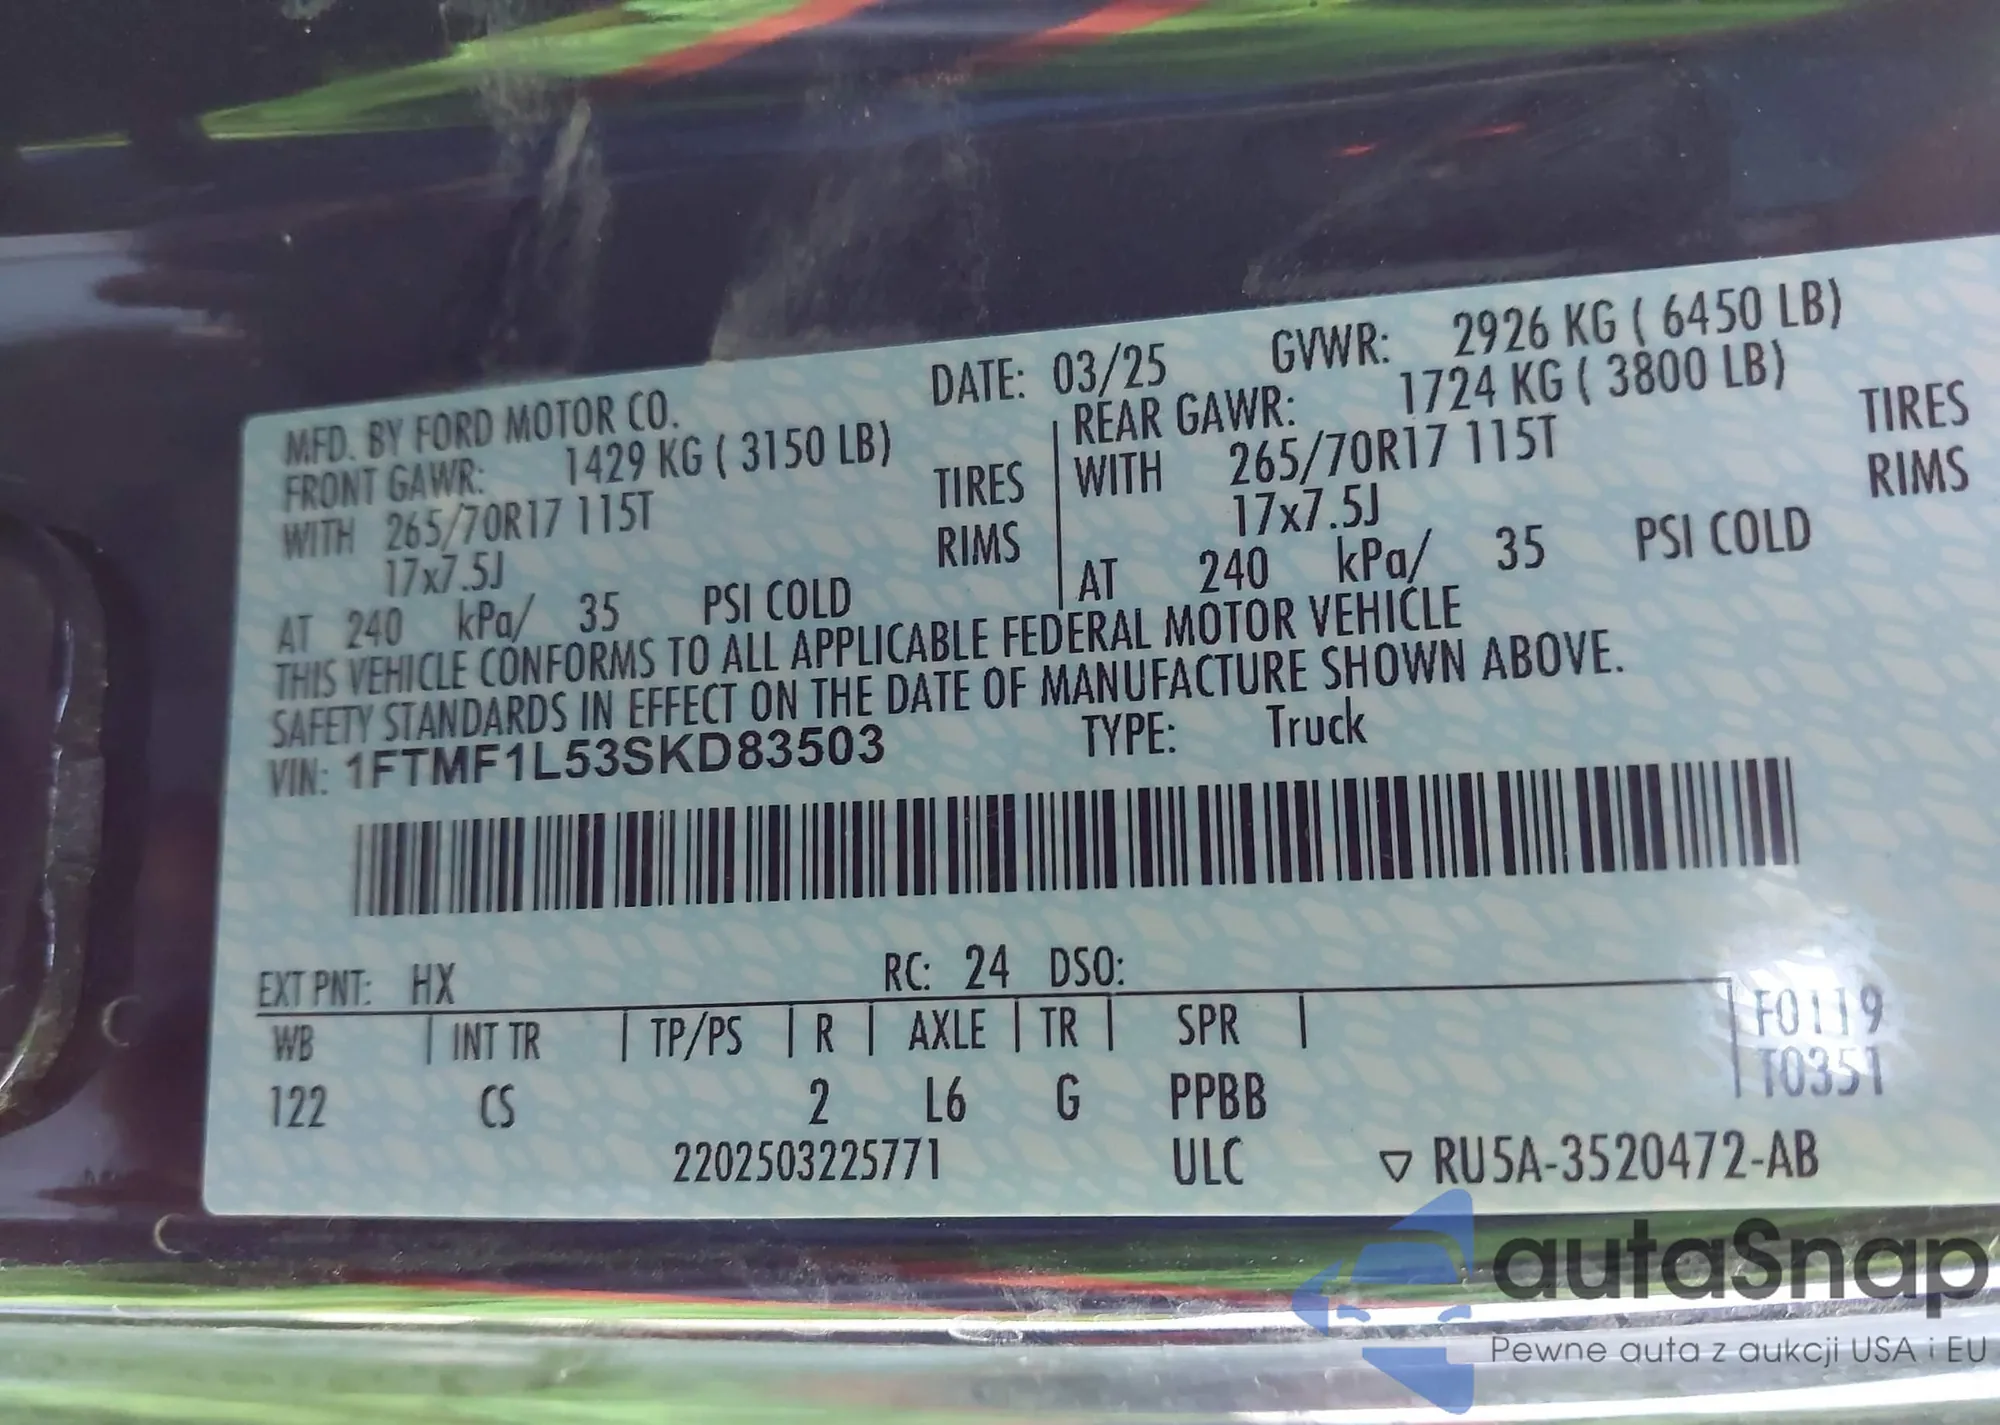 MFD. BY FORD MOTOR CO. DATE: 03/25 GVWR: 2926 KG ( 6450 LB)
FRONT GAWR: 1429 KG ( 3150 LB) REAR GAWR: 1724 KG ( 3800 LB)
WITH 265/70R17 115T TIRES WITH 265/70R17 115T TIRES
17x7.5J RIMS 17x7.5J RIMS
AT 240 kPa/ 35 PSI COLD AT 240 kPa/ 35 PSI COLD
THIS VEHICLE CONFORMS TO ALL APPLICABLE FEDERAL MOTOR VEHICLE
SAFETY STANDARDS IN EFFECT ON THE DATE OF MANUFACTURE SHOWN ABOVE.
VIN: 1FTMF1L53SKD83503 TYPE: Truck
EXT PNT: HX RC: 24 DSO:
WB INT TR TP/PS R AXLE TR SPR F0119
T0351
122 CS 2 L6 G PPBB
2202503225771 ULC ▽ RU5A-3520472-AB
autaSnap
Pewne auta z aukcji USA i EU